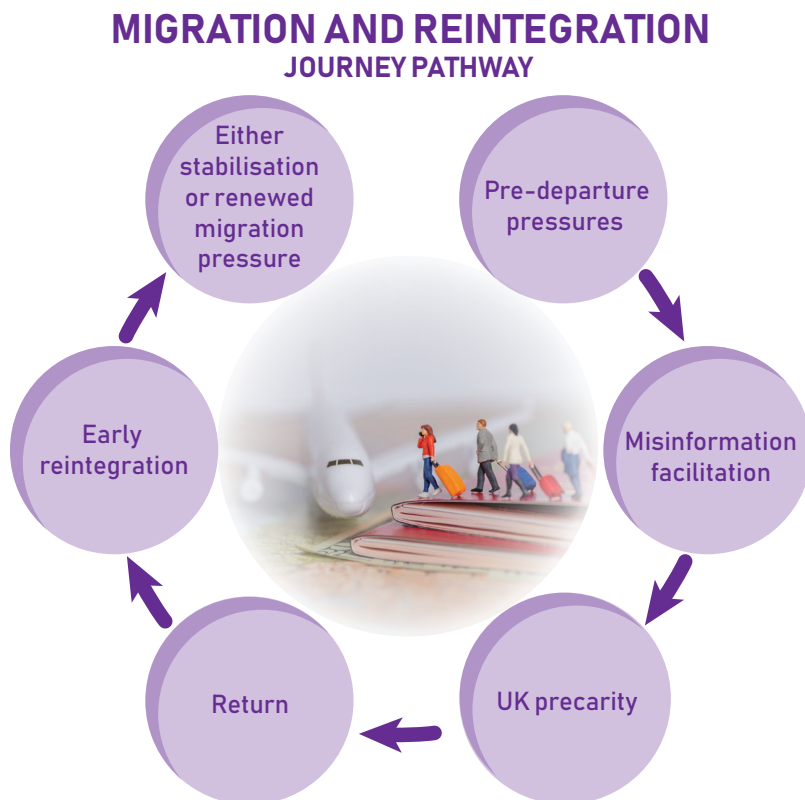 MIGRATION AND REINTEGRATION
JOURNEY PATHWAY
Either
stabilisation
or renewed
migration
pressure
Pre-departure
pressures
Misinformation
facilitation
UK precarity
Return
Early
reintegration